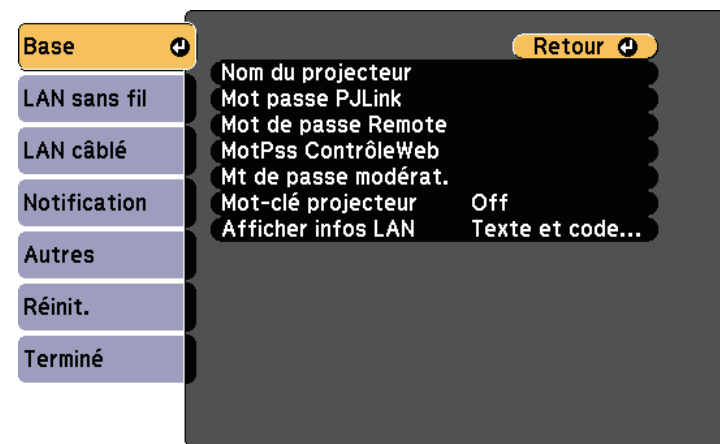 Base
LAN sans fil
LAN câblé
Notification
Autres
Réinit.
Terminé
Retour
Nom du projecteur
Mot passe PJLink
Mot de passe Remote
MotPss ContrôleWeb
Mt de passe modérat.
Mot-clé projecteur Off
Afficher infos LAN Texte et code...